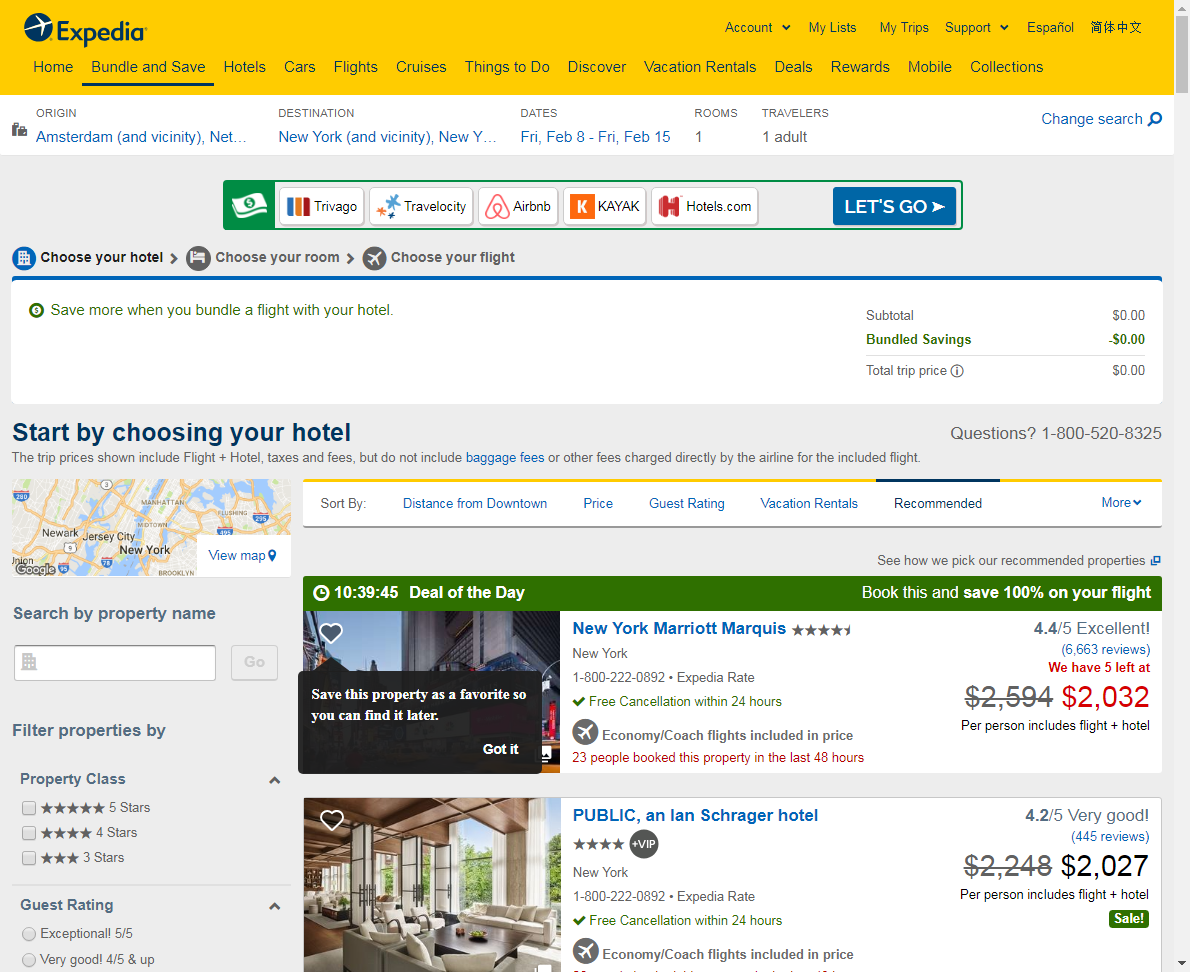 Expedia
Account
My Lists
My Trips
Support
Español
简体中文
Home
Bundle and Save
Hotels
Cars
Flights
Cruises
Things to Do
Discover
Vacation Rentals
Deals
Rewards
Mobile
Collections
ORIGIN
Amsterdam (and vicinity), Net...
DESTINATION
New York (and vicinity), New Y...
DATES
Fri, Feb 8 - Fri, Feb 15
ROOMS
1
TRAVELERS
1 adult
Change search
Trivago
Travelocity
Airbnb
K KAYAK
H Hotels.com
LET'S GO ➤
Choose your hotel
Choose your room
Choose your flight
Save more when you bundle a flight with your hotel.
Subtotal $0.00
Bundled Savings -$0.00
Total trip price $0.00
Start by choosing your hotel
Questions? 1-800-520-8325
The trip prices shown include Flight + Hotel, taxes and fees, but do not include baggage fees or other fees charged directly by the airline for the included flight.
280
3
MANHATTAN
FLUSHING
295
MIDTOWN
495
Newark
Jersey City
9
New York
78
95
Union
Google
BROOKLYN
View map
Sort By:
Distance from Downtown
Price
Guest Rating
Vacation Rentals
Recommended
More
See how we pick our recommended properties
10:39:45 Deal of the Day
Book this and save 100% on your flight
Search by property name
Go
Filter properties by
Property Class
★★★★★ 5 Stars
★★★★ 4 Stars
★★★ 3 Stars
Guest Rating
Exceptional! 5/5
Very good! 4/5 & up
Save this property as a favorite so
you can find it later.
Got it
New York Marriott Marquis
New York
1-800-222-0892 • Expedia Rate
Free Cancellation within 24 hours
Economy/Coach flights included in price
23 people booked this property in the last 48 hours
4.4/5 Excellent!
(6,663 reviews)
We have 5 left at
$2,594 $2,032
Per person includes flight + hotel
PUBLIC, an Ian Schrager hotel
★★★★ +VIP
New York
1-800-222-0892 • Expedia Rate
Free Cancellation within 24 hours
Economy/Coach flights included in price
4.2/5 Very good!
(445 reviews)
$2,248 $2,027
Per person includes flight + hotel
Sale!